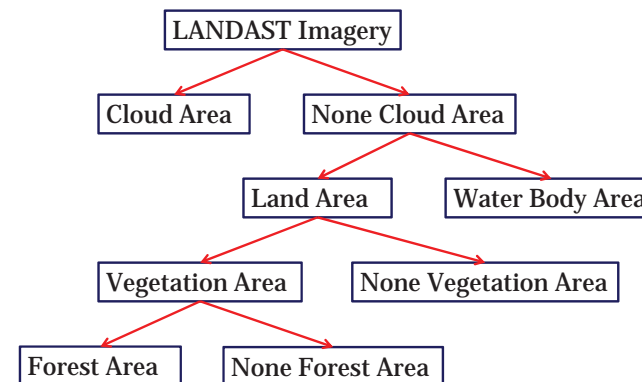 LANDAST Imagery
Cloud Area
None Cloud Area
Land Area
Water Body Area
Vegetation Area
None Vegetation Area
Forest Area
None Forest Area